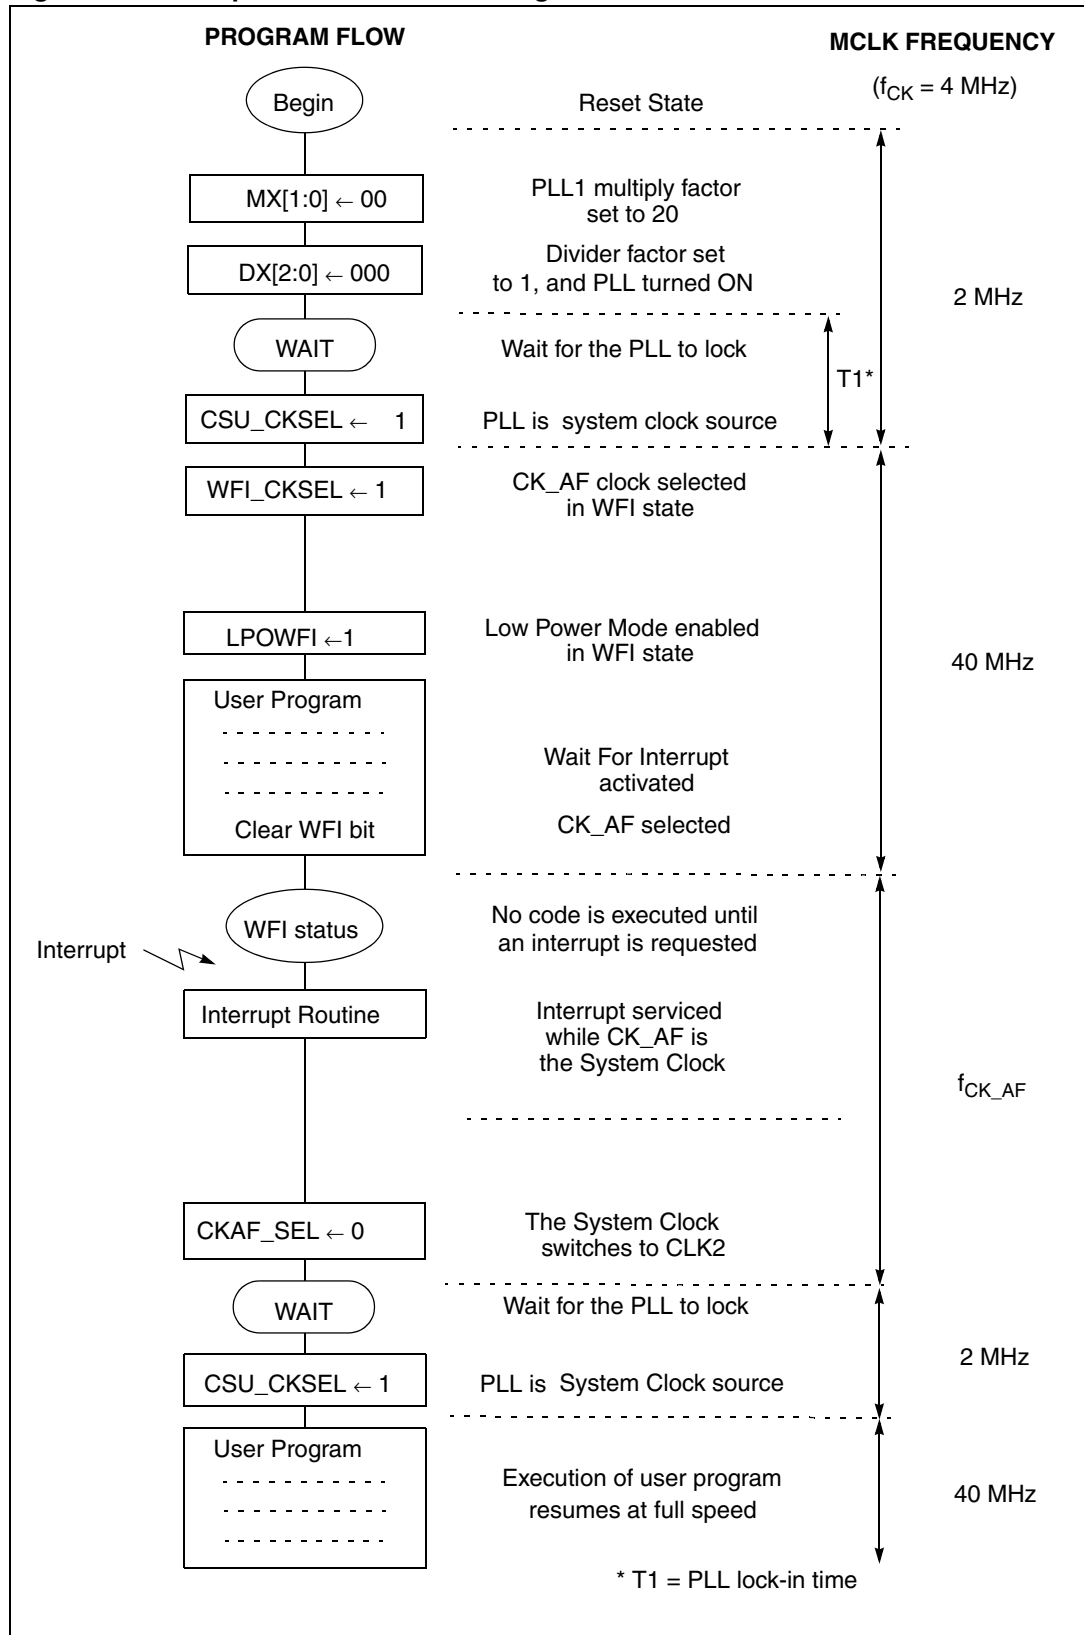 PROGRAM FLOW
MCLK FREQUENCY
(fCK = 4 MHz)
Begin
Reset State
MX[1:0] ← 00
PLL1 multiply factor
set to 20
DX[2:0] ← 000
Divider factor set
to 1, and PLL turned ON
2 MHz
WAIT
Wait for the PLL to lock
T1*
CSU_CKSEL ← 1
PLL is system clock source
WFI_CKSEL ← 1
CK_AF clock selected
in WFI state
LPOWFI ←1
Low Power Mode enabled
in WFI state
40 MHz
User Program
Wait For Interrupt
activated
Clear WFI bit
CK_AF selected
WFI status
No code is executed until
an interrupt is requested
Interrupt
Interrupt Routine
Interrupt serviced
while CK_AF is
the System Clock
fCK_AF
CKAF_SEL ← 0
The System Clock
switches to CLK2
WAIT
Wait for the PLL to lock
2 MHz
CSU_CKSEL ← 1
PLL is System Clock source
User Program
Execution of user program
resumes at full speed
40 MHz
* T1 = PLL lock-in time